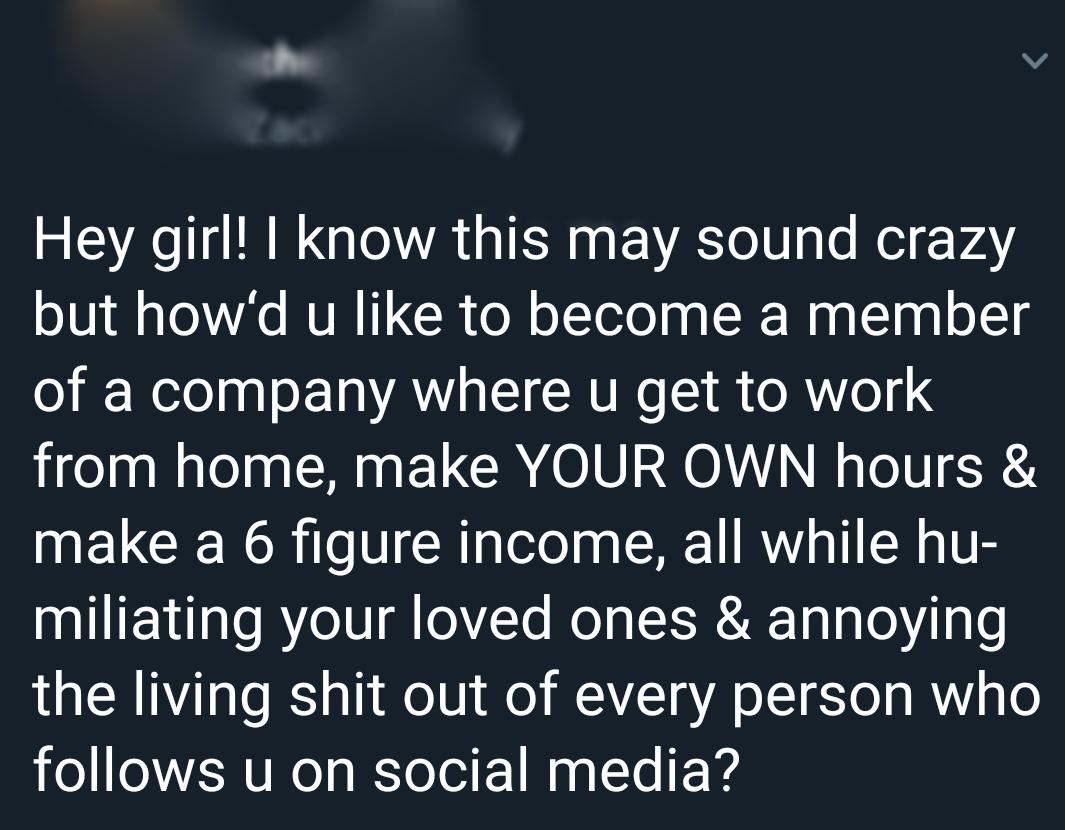 Hey girl! I know this may sound crazy
but how‘d u like to become a member
of a company where u get to work
from home, make YOUR OWN hours &
make a 6 figure income, all while hu-
miliating your loved ones & annoying
the living shit out of every person who
follows u on social media?